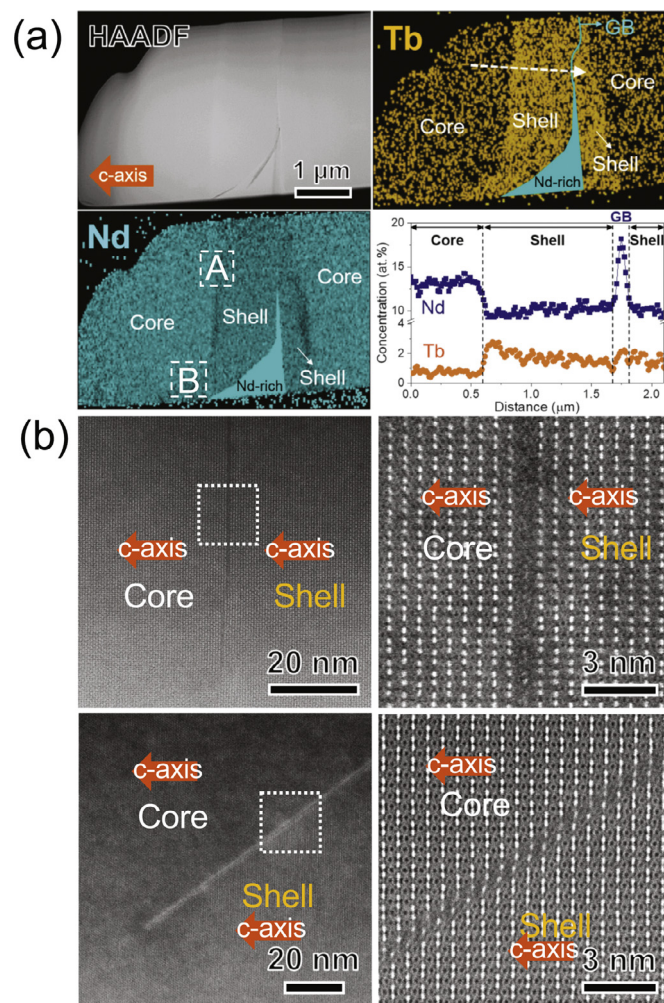 (a)
HAADF
c-axis
1 μm
Tb
GB
Core
Shell
Core
Shell
Nd-rich
Nd
A
Core
Shell
Core
B
Nd-rich
Shell
GB
Core
Shell
Shell
20
15
10
4
2
0
Nd
Tb
Concentration (at.%)
0.0
0.5
1.0
1.5
2.0
Distance (μm)
(b)
c-axis
c-axis
Core
Shell
20 nm
c-axis
c-axis
Core
Shell
3 nm
c-axis
Core
Shell
c-axis
20 nm
c-axis
Core
Shell
c-axis
3 nm